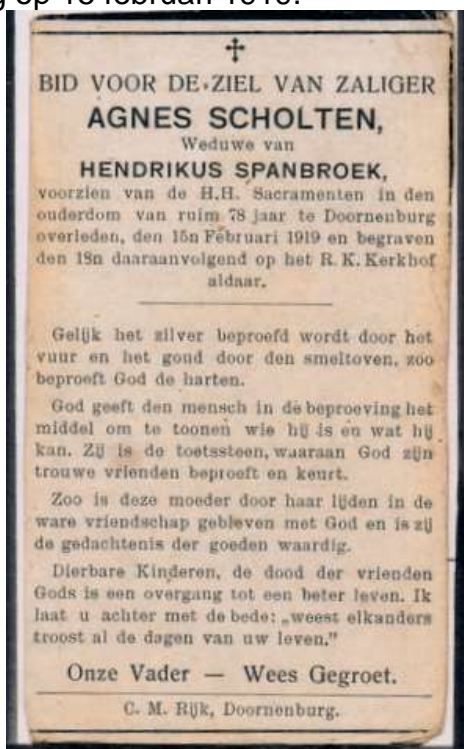 BID VOOR DE ZIEL VAN ZALIGER
AGNES SCHOLTEN,
Weduwe van
HENDRIKUS SPANBROEK,
voorzien van de H.H. Sacramenten in den
ouderdom van ruim 78 jaar te Doornenburg
overleden, den 15n Februari 1919 en begraven
den 18n daaraanvolgend op het R. K. Kerkhof
aldaar.
Gelijk het zilver beproefd wordt door het
vuur en het goud door den smeltoven, zoo
beproeft God de harten.
God geeft den mensch in de beproeving het
middel om te toonen wie hij is en wat hij
kan. Zij is de toetssteen, waaraan God zijn
trouwe vrienden beproeft en keurt.
Zoo is deze moeder door haar lijden in de
ware vriendschap gebleven met God en is zij
de gedachtenis der goeden waardig.
Dierbare Kinderen, de dood der vrienden
Gods is een overgang tot een beter leven. Ik
laat u achter met de bede: „weest elkanders
troost al de dagen van uw leven."
Onze Vader — Wees Gegroet.
C. M. Rijk, Doornenburg.